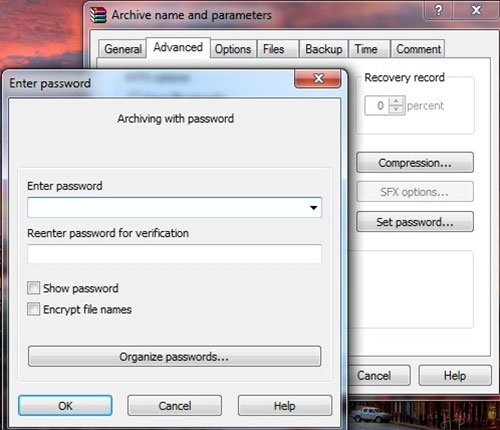 Archive name and parameters
?
General Advanced Options Files Backup Time Comment
Recovery record
0 percent
Compression...
SFX options...
Set password...
Cancel Help
Enter password
Archiving with password
Enter password
Reenter password for verification
Show password
Encrypt file names
Organize passwords...
OK Cancel Help